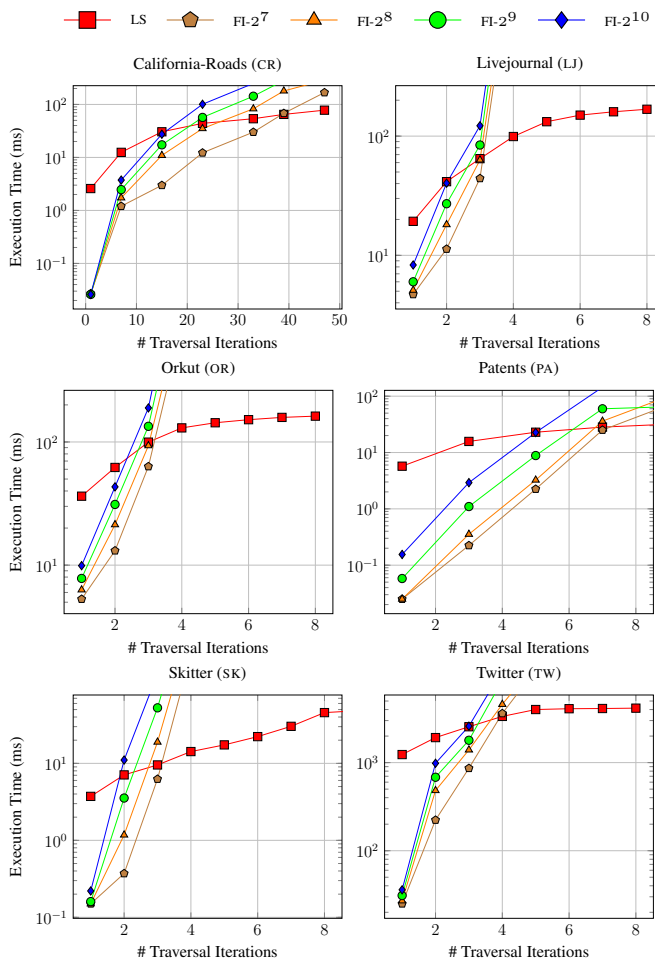 LS FI-2^7 FI-2^8 FI-2^9 FI-2^10
California-Roads (CR) Livejournal (LJ)
Execution Time (ms)
10^2
10^1
10^0
10^−1
0 10 20 30 40 50
# Traversal Iterations
10^2
10^1
2 4 6 8
# Traversal Iterations
Orkut (OR) Patents (PA)
Execution Time (ms)
10^2
10^1
2 4 6 8
# Traversal Iterations
10^2
10^1
10^0
10^−1
2 4 6 8
# Traversal Iterations
Skitter (SK) Twitter (TW)
Execution Time (ms)
10^1
10^0
10^−1
2 4 6 8
# Traversal Iterations
10^3
10^2
2 4 6 8
# Traversal Iterations